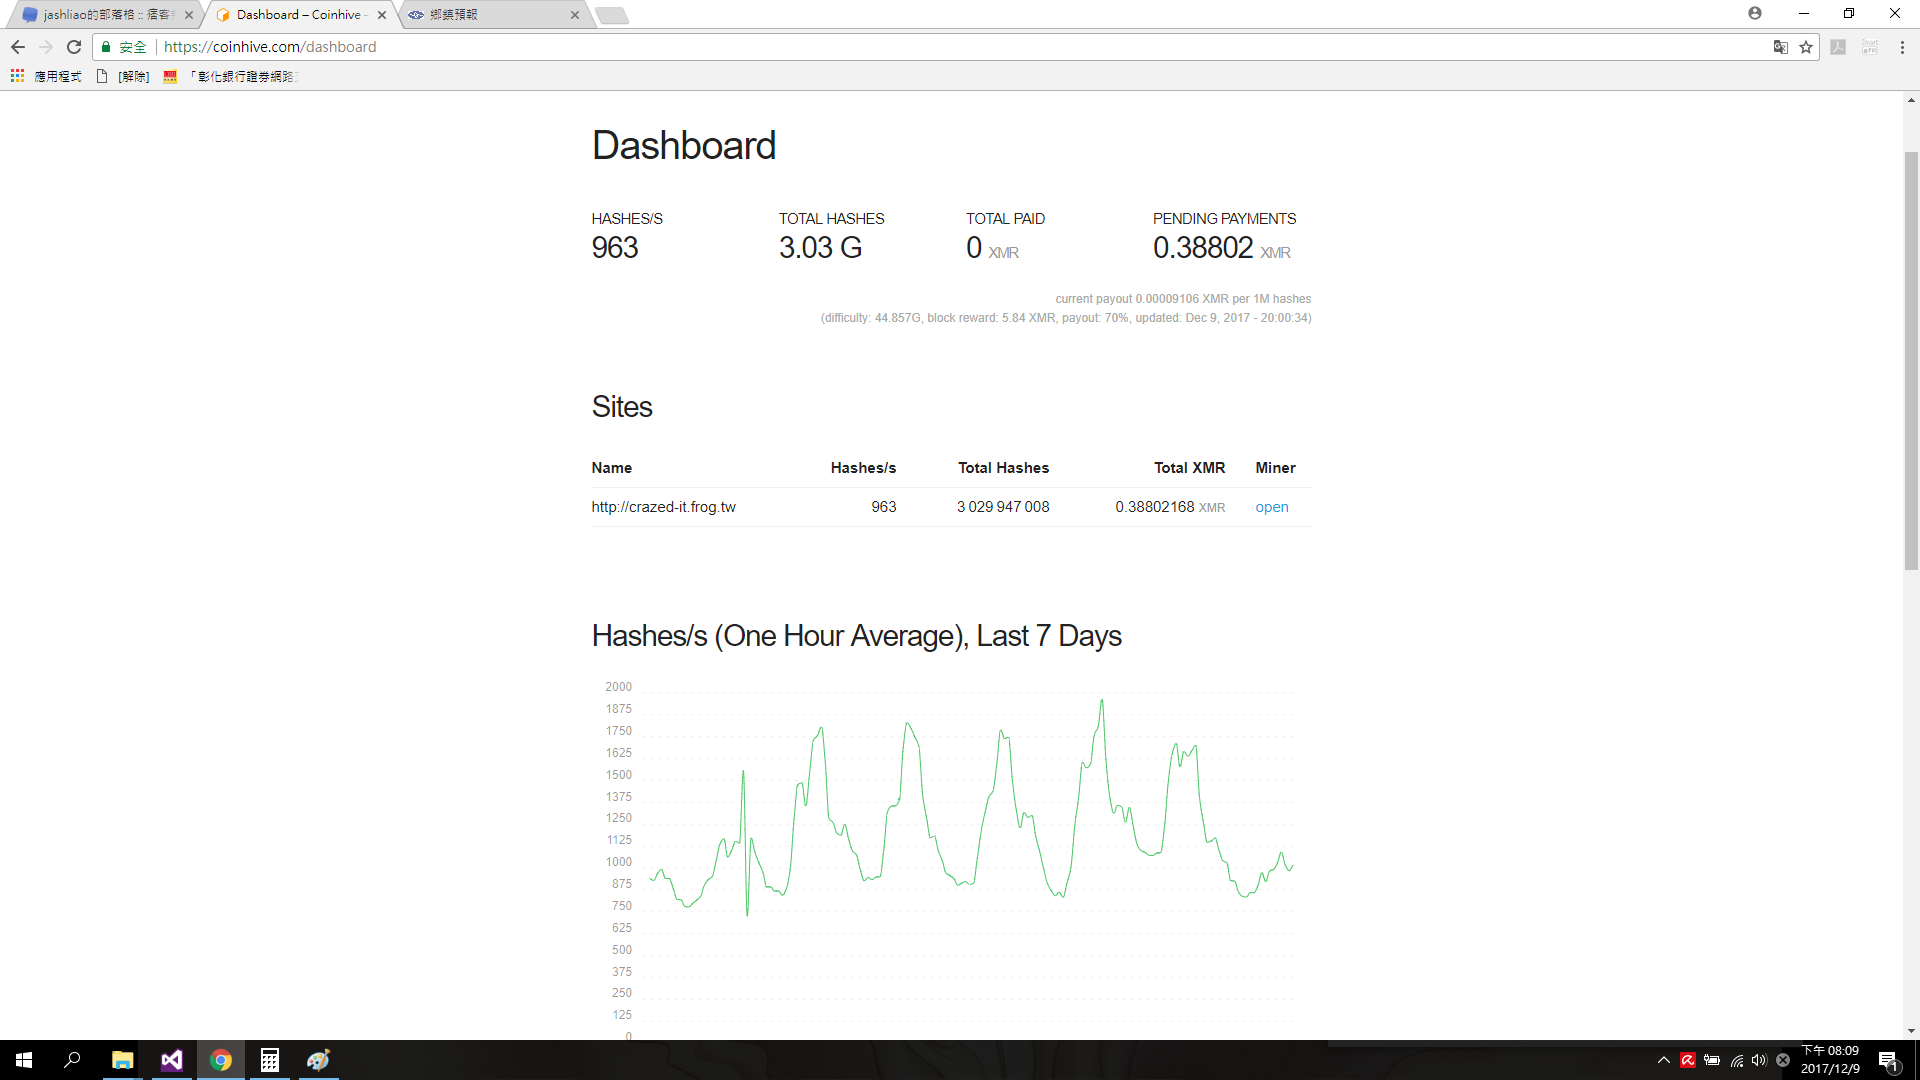 jashliao的部落格 :: 痞客
Dashboard – Coinhive -
鄉鎮預報
安全
https://coinhive.com/dashboard
應用程式
[解除]
「彰化銀行證券網路
Dashboard
HASHES/S
TOTAL HASHES
TOTAL PAID
PENDING PAYMENTS
963
3.03 G
0 XMR
0.38802 XMR
current payout 0.00009106 XMR per 1M hashes
(difficulty: 44.857G, block reward: 5.84 XMR, payout: 70%, updated: Dec 9, 2017 - 20:00:34)
Sites
Name Hashes/s Total Hashes Total XMR Miner
http://crazed-it.frog.tw 963 3 029 947 008 0.38802168 XMR open
Hashes/s (One Hour Average), Last 7 Days
2000
1875
1750
1625
1500
1375
1250
1125
1000
875
750
625
500
375
250
125
0
下午 08:09
2017/12/9
1